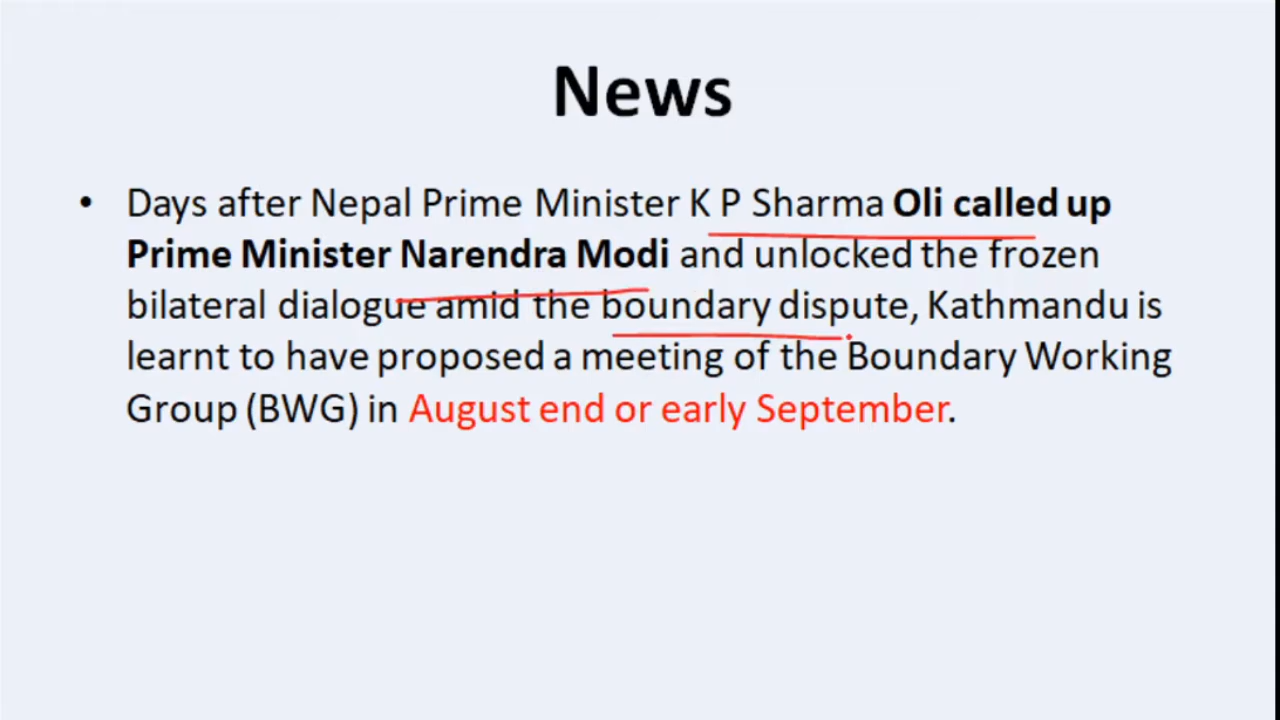 News
• Days after Nepal Prime Minister K P Sharma Oli called up
Prime Minister Narendra Modi and unlocked the frozen
bilateral dialogue amid the boundary dispute, Kathmandu is
learnt to have proposed a meeting of the Boundary Working
Group (BWG) in August end or early September.